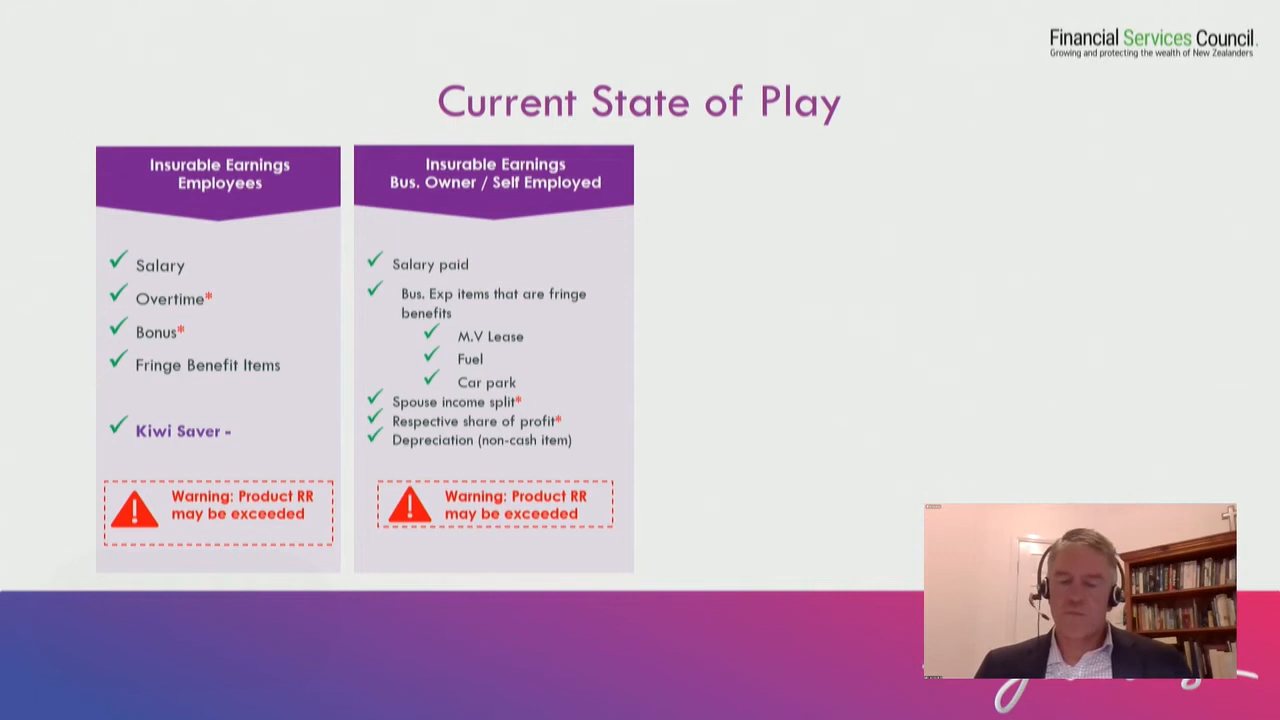 Financial Services Council.
Growing and protecting the wealth of New Zealanders
Current State of Play
Insurable Earnings
Employees
Salary
Overtime*
Bonus*
Fringe Benefit Items
Kiwi Saver -
Warning: Product RR
may be exceeded
Insurable Earnings
Bus. Owner / Self Employed
Salary paid
Bus. Exp items that are fringe
benefits
M.V Lease
Fuel
Car park
Spouse income split*
Respective share of profit*
Depreciation (non-cash item)
Warning: Product RR
may be exceeded